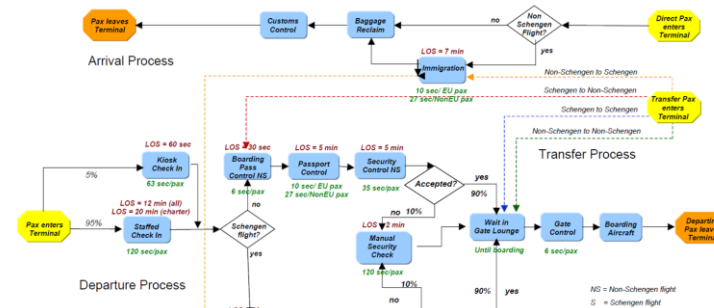 Pax leaves
Terminal
Customs
Control
Baggage
Reclaim
no
Non
Schengen
Flight?
yes
Direct Pax
enters
Terminal
Arrival Process
LOS = 7 min
Immigration
10 sec/ EU pax
27 sec/NonEU pax
Non-Schengen to Schengen
Schengen to Non-Schengen
Schengen to Schengen
Non-Schengen to Non-Schengen
Transfer Pax
enters
Terminal
Transfer Process
LOS = 60 sec
Kiosk
Check In
63 sec/pax
5%
LOS = 12 min (all)
LOS = 20 min (charter)
Pax enters
Terminal
95%
Staffed
Check In
120 sec/pax
Departure Process
30 sec
Boarding
Pass
Control NS
6 sec/pax
no
Schengen
flight?
yes
LOS = 5 min
Passport
Control
10 sec/ EU pax
27 sec/NonEU pax
LOS = 5 min
Security
Control NS
35 sec/pax
Accepted?
yes
90%
no
10%
2 min
Manual
Security
Check
120 sec/pax
10%
no
Wait in
Gate Lounge
Until boarding
90%
yes
Gate
Control
6 sec/pax
Boarding
Aircraft
Pax leave
Terminal
NS = Non-Schengen flight
S = Schengen flight